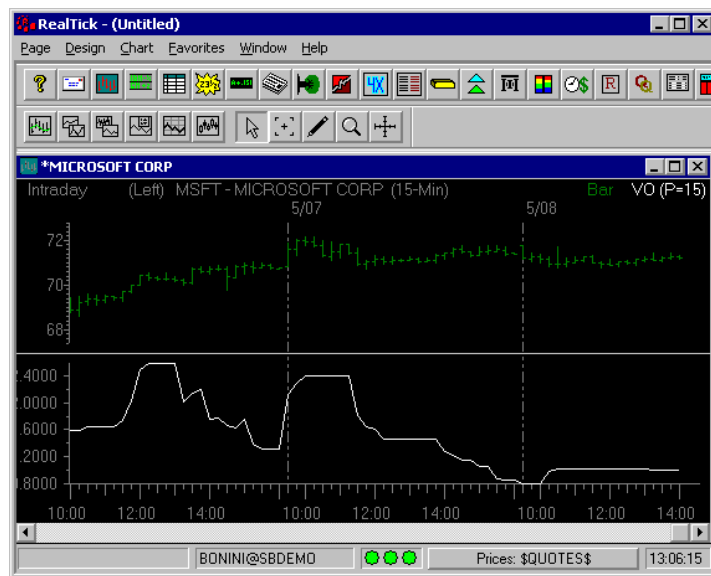 RealTick - (Untitled)
Page Design Chart Favorites Window Help
4X
R
*MICROSOFT CORP
Intraday (Left) MSFT - MICROSOFT CORP (15-Min) Bar VO (P=15)
5/07 5/08
72
70
68
2.4000
2.0000
1.6000
1.2000
0.8000
10:00 12:00 14:00 10:00 12:00 14:00 10:00 12:00 14:00
BONINI@SBDEMO Prices: $QUOTES$ 13:06:15